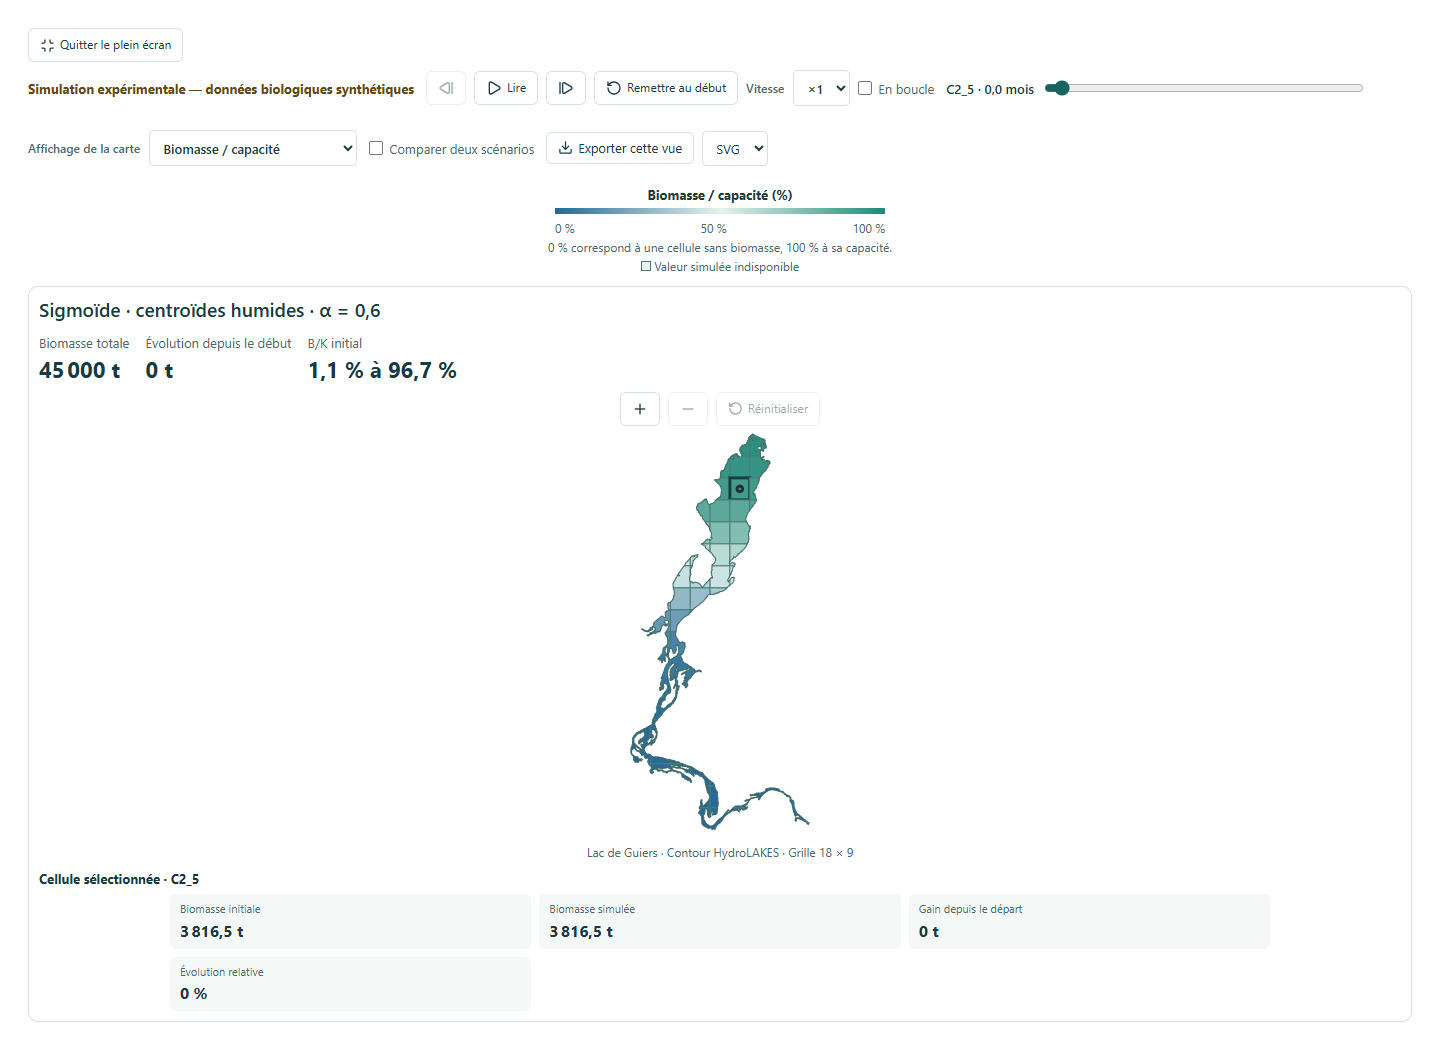 Quitter le plein écran
Simulation expérimentale — données biologiques synthétiques
Lire
Remettre au début
Vitesse
×1
En boucle
C2_5 · 0,0 mois
Affichage de la carte
Biomasse / capacité
Comparer deux scénarios
Exporter cette vue
SVG
Biomasse / capacité (%)
0 % 50 % 100 %
0 % correspond à une cellule sans biomasse, 100 % à sa capacité.
Valeur simulée indisponible
Sigmoïde · centroïdes humides · α = 0,6
Biomasse totale Évolution depuis le début B/K initial
45 000 t 0 t 1,1 % à 96,7 %
+ − Réinitialiser
Lac de Guiers · Contour HydroLAKES · Grille 18 × 9
Cellule sélectionnée · C2_5
Biomasse initiale
3 816,5 t
Biomasse simulée
3 816,5 t
Gain depuis le départ
0 t
Évolution relative
0 %